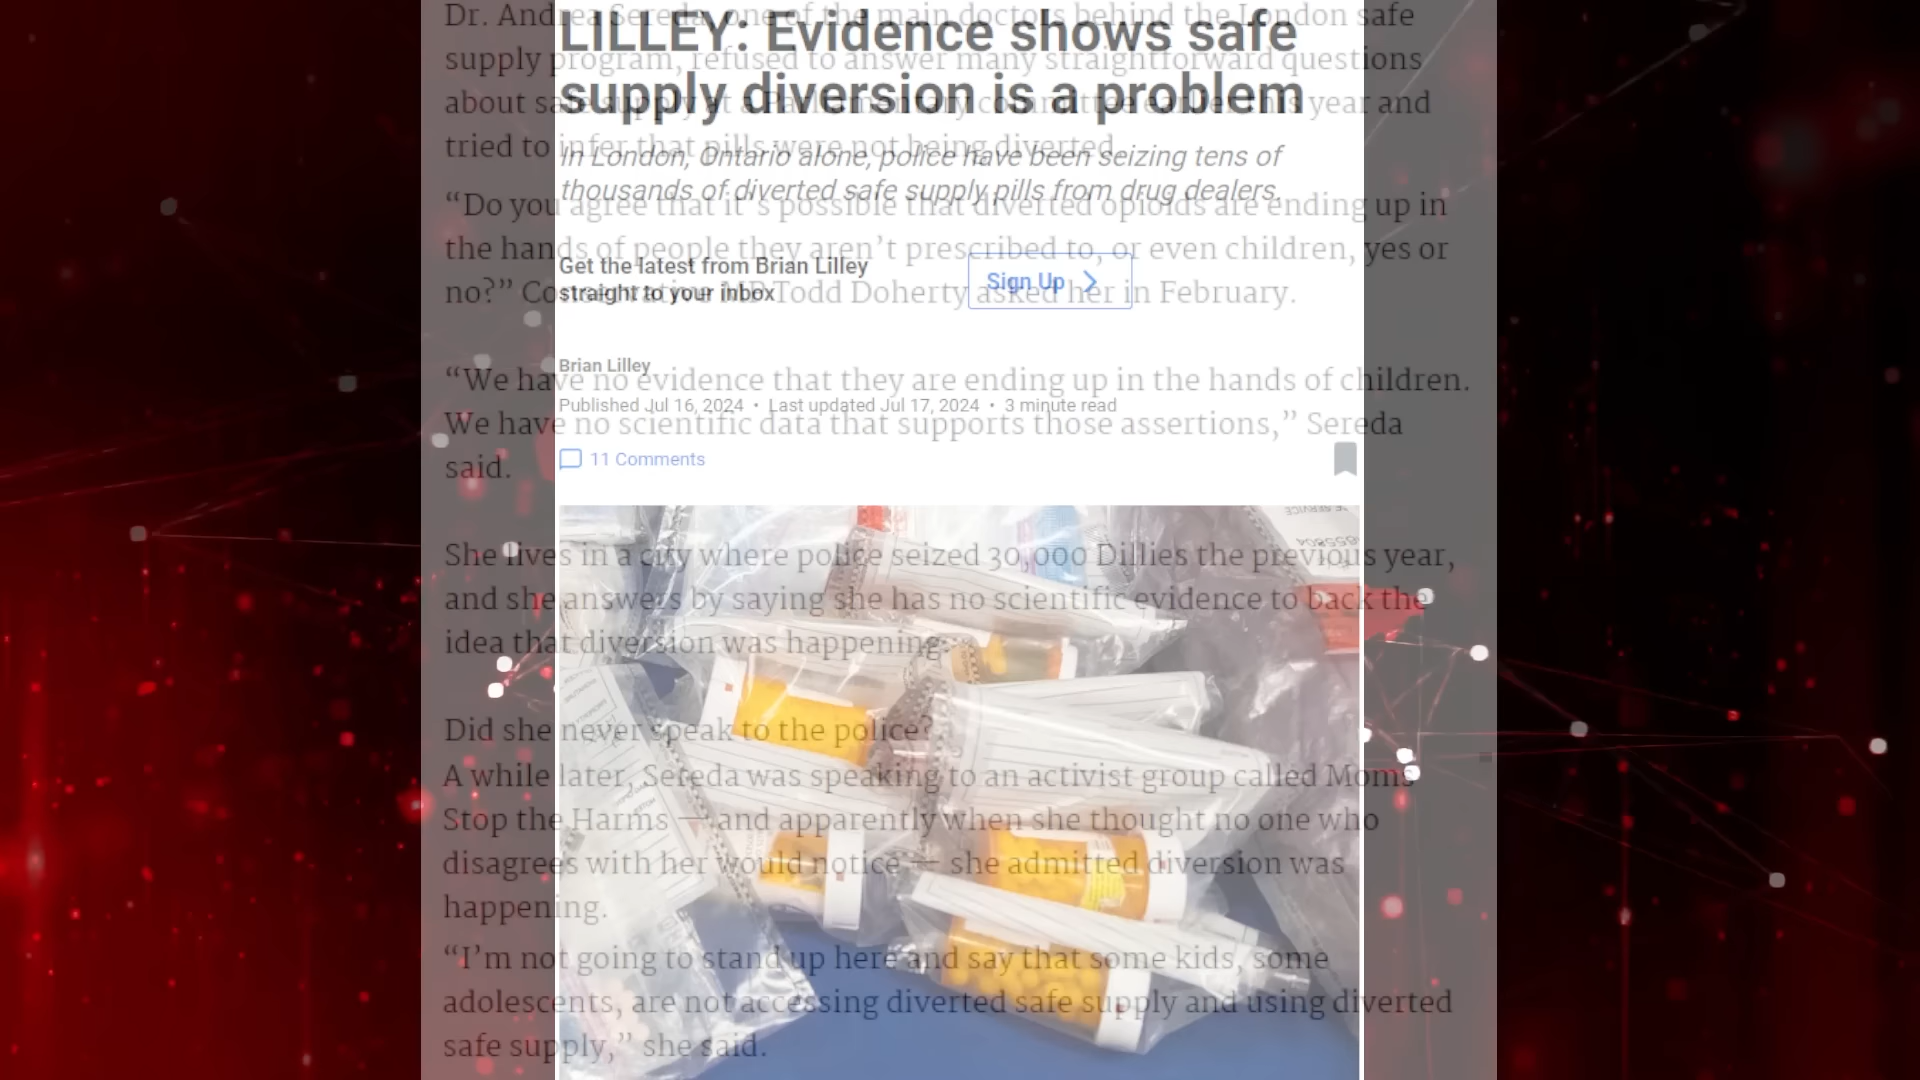 LILLEY: Evidence shows safe
supply diversion is a problem
In London, Ontario alone, police have been seizing tens of
thousands of diverted safe supply pills from drug dealers.
Get the latest from Brian Lilley
straight to your inbox
Sign Up
Brian Lilley
Published Jul 16, 2024 • Last updated Jul 17, 2024 • 3 minute read
11 Comments
Dr. Andrea Sereda, one of the main doctors behind the London safe
supply program, refused to answer many straightforward questions
about safe supply at a Parliamentary committee earlier this year and
tried to infer that pills were not being diverted.
“Do you agree that it’s possible that diverted opioids are ending up in
the hands of people they aren’t prescribed to, or even children, yes or
no?” Conservative MP Todd Doherty asked her in February.
“We have no evidence that they are ending up in the hands of children.
We have no scientific data that supports those assertions,” Sereda
said.
She lives in a city where police seized 30,000 Dillies the previous year,
and she answers by saying she has no scientific evidence to back the
idea that diversion was happening.
Did she never speak to the police?
A while later, Sereda was speaking to an activist group called Moms
Stop the Harms — and apparently when she thought no one who
disagrees with her would notice — she admitted diversion was
happening.
“I’m not going to stand up here and say that some kids, some
adolescents, are not accessing diverted safe supply and using diverted
safe supply,” she said.